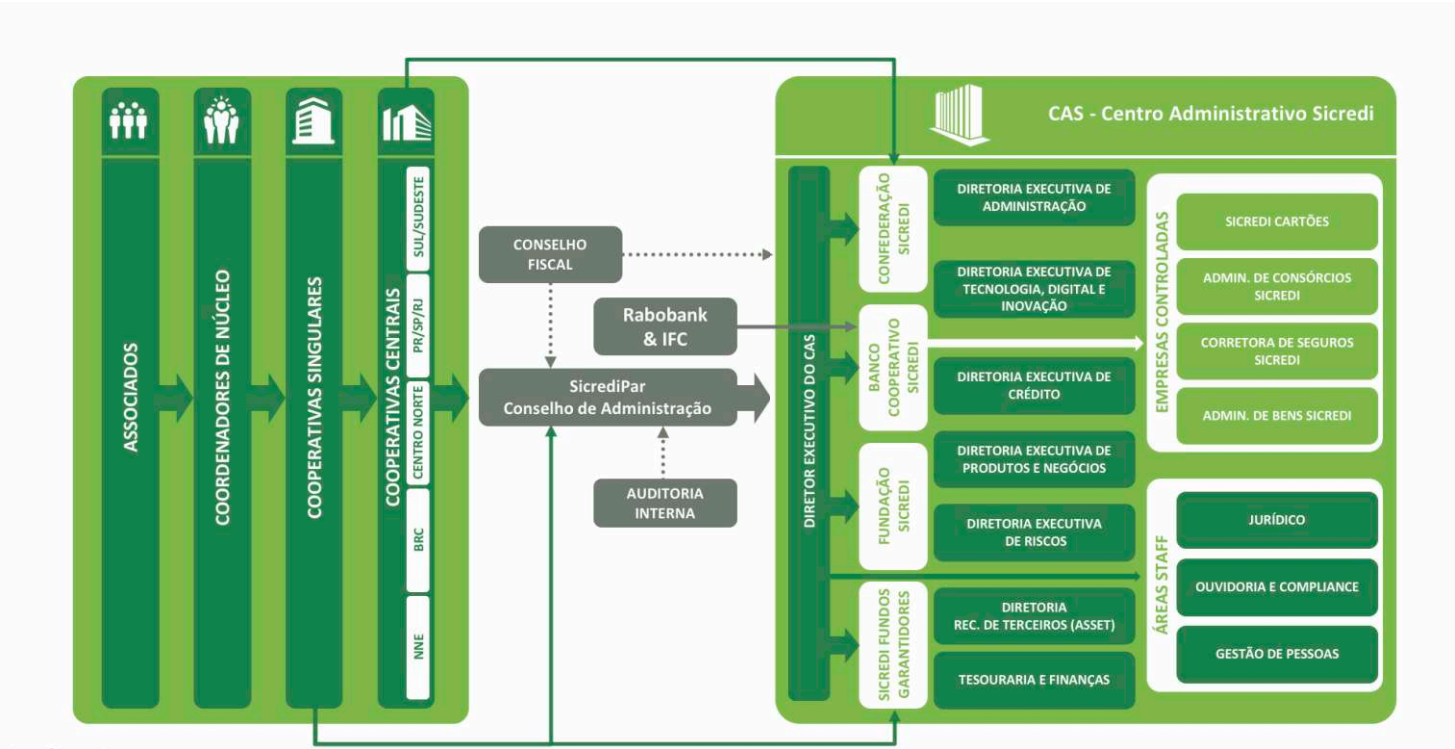 ASSOCIADOS
COORDENADORES DE NÚCLEO
COOPERATIVAS SINGULARES
COOPERATIVAS CENTRAIS
SUL/SUDESTE
PR/SP/RJ
CENTRO NORTE
BRC
NNE
CONSELHO
FISCAL
Rabobank
& IFC
SicrediPar
Conselho de Administração
AUDITORIA
INTERNA
CAS - Centro Administrativo Sicredi
DIRETOR EXECUTIVO DO CAS
CONFEDERAÇÃO
SICREDI
BANCO
COOPERATIVO
SICREDI
FUNDAÇÃO
SICREDI
SICREDI FUNDOS
GARANTIDORES
DIRETORIA EXECUTIVA DE
ADMINISTRAÇÃO
DIRETORIA EXECUTIVA DE
TECNOLOGIA, DIGITAL E
INOVAÇÃO
DIRETORIA EXECUTIVA DE
CRÉDITO
DIRETORIA EXECUTIVA DE
PRODUTOS E NEGÓCIOS
DIRETORIA EXECUTIVA
DE RISCOS
DIRETORIA
REC. DE TERCEIROS (ASSET)
TESOURARIA E FINANÇAS
EMPRESAS CONTROLADAS
SICREDI CARTÕES
ADMIN. DE CONSÓRCIOS
SICREDI
CORRETORA DE SEGUROS
SICREDI
ADMIN. DE BENS SICREDI
ÁREAS STAFF
JURÍDICO
OUVIDORIA E COMPLIANCE
GESTÃO DE PESSOAS